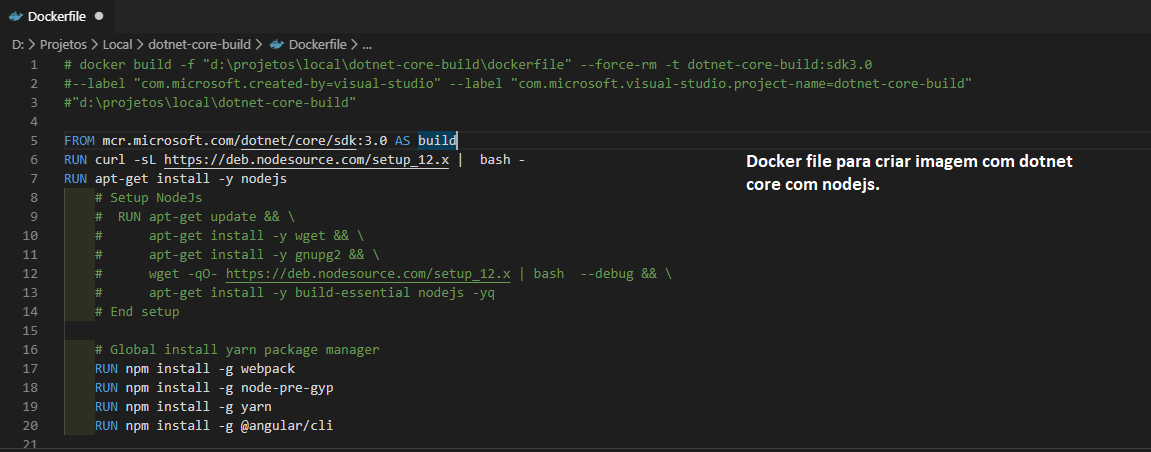 Dockerfile
D: > Projetos > Local > dotnet-core-build > Dockerfile > ...
1 # docker build -f "d:\projetos\local\dotnet-core-build\dockerfile" --force-rm -t dotnet-core-build:sdk3.0
2 #--label "com.microsoft.created-by=visual-studio" --label "com.microsoft.visual-studio.project-name=dotnet-core-build"
3 #"d:\projetos\local\dotnet-core-build"
4
5 FROM mcr.microsoft.com/dotnet/core/sdk:3.0 AS build
6 RUN curl -sL https://deb.nodesource.com/setup_12.x |  bash -
7 RUN apt-get install -y nodejs
8     # Setup NodeJs
9     #  RUN apt-get update && \
10     #      apt-get install -y wget && \
11     #      apt-get install -y gnupg2 && \
12     #      wget -qO- https://deb.nodesource.com/setup_12.x | bash  --debug && \
13     #      apt-get install -y build-essential nodejs -yq
14     # End setup
15
16     # Global install yarn package manager
17     RUN npm install -g webpack
18     RUN npm install -g node-pre-gyp
19     RUN npm install -g yarn
20     RUN npm install -g @angular/cli
21
Docker file para criar imagem com dotnet
core com nodejs.